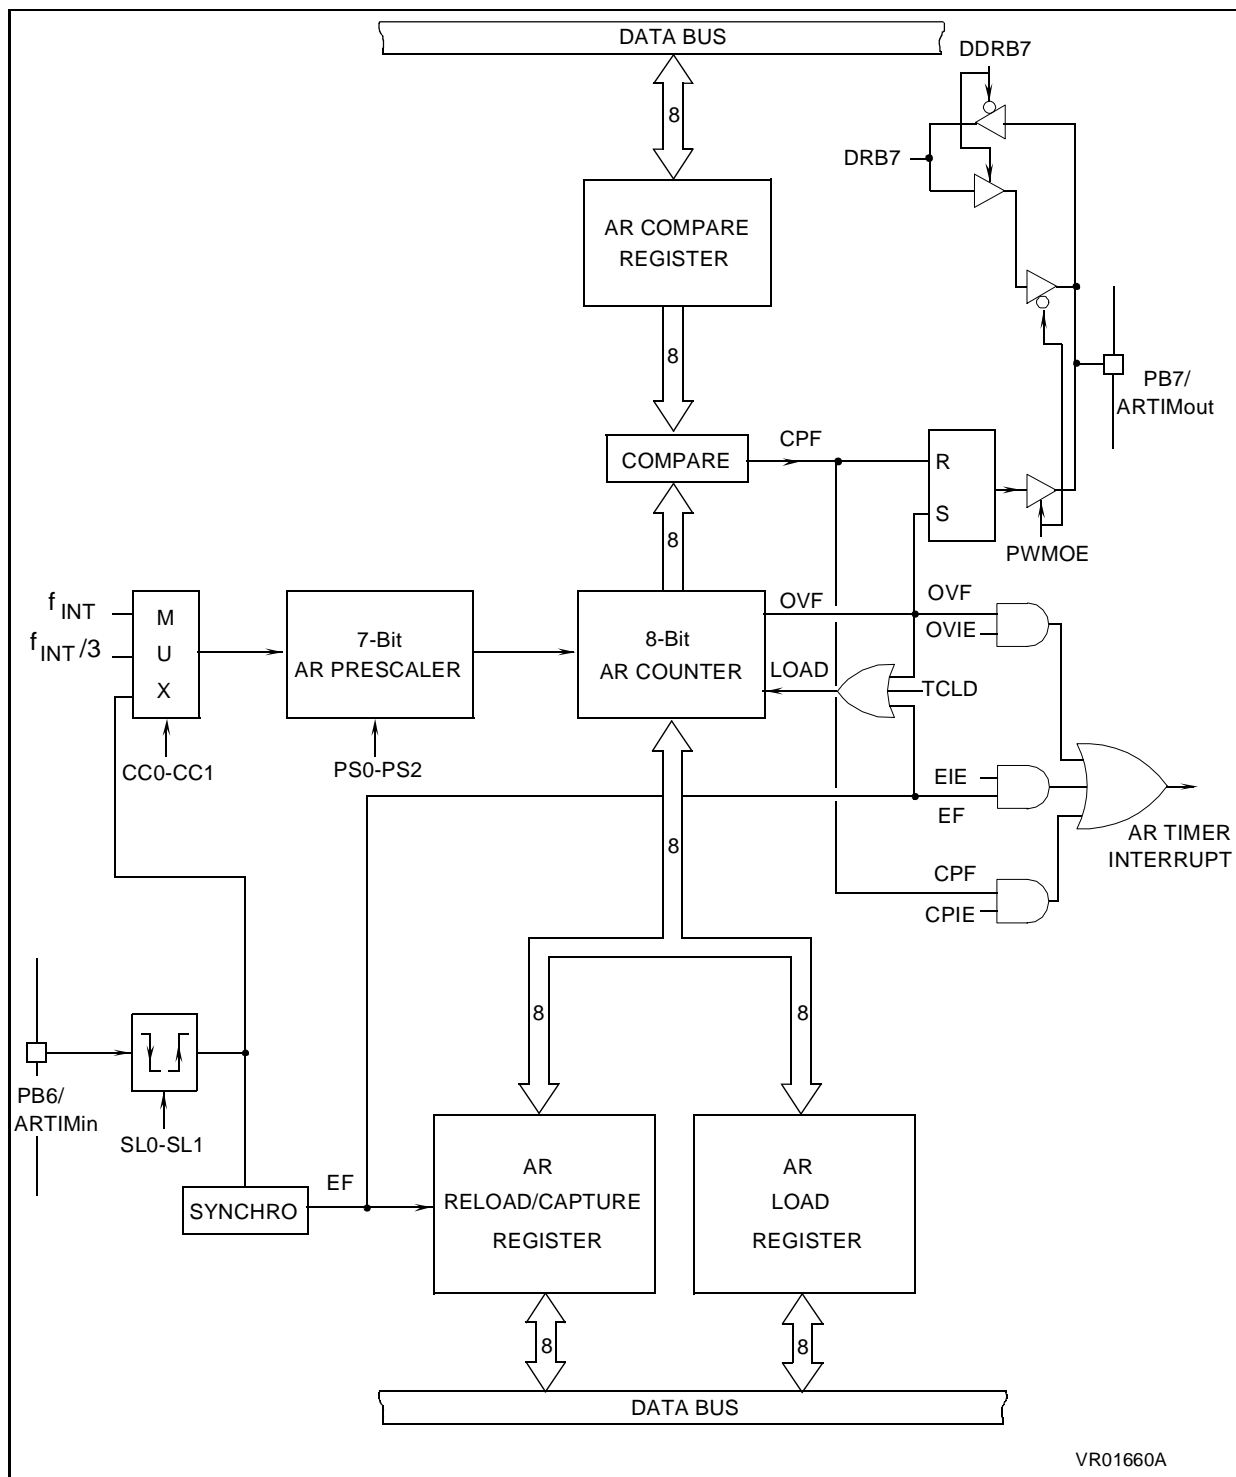 DATA BUS
DDRB7
8
DRB7
AR COMPARE
REGISTER
8
PB7/
ARTIMout
CPF
COMPARE
R
S
8
PWMOE
f INT
f INT /3
M
U
X
7-Bit
AR PRESCALER
8-Bit
AR COUNTER
OVF
OVF
OVIE
LOAD
TCLD
CC0-CC1
PS0-PS2
EIE
EF
AR TIMER
INTERRUPT
8
CPF
CPIE
8
8
PB6/
ARTIMin
SL0-SL1
EF
SYNCHRO
AR
RELOAD/CAPTURE
REGISTER
AR
LOAD
REGISTER
8
8
DATA BUS
VR01660A